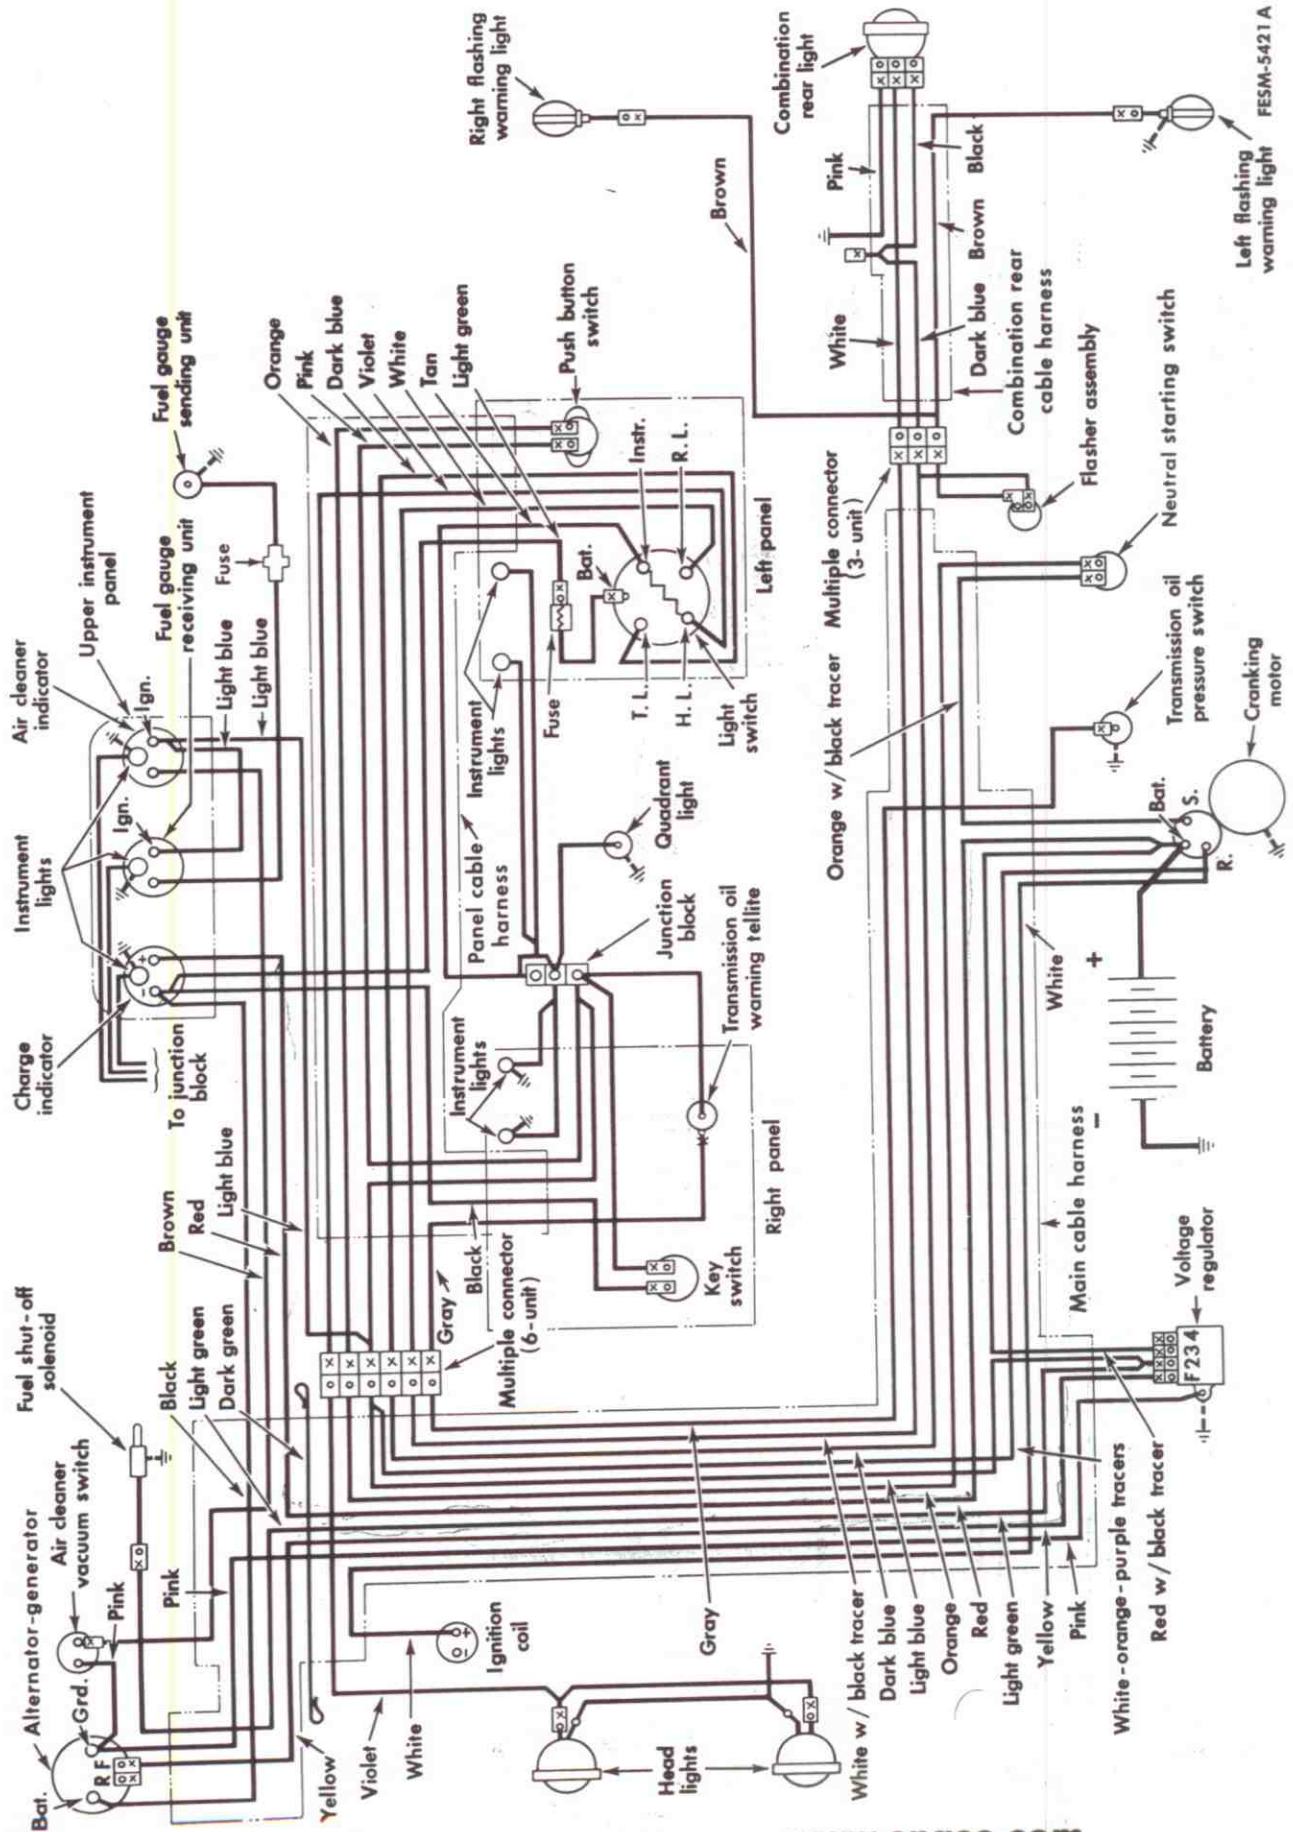 Right flashing
warning light
Combination
rear light
FESM-5421 A
Left flashing
warning light
Brown
Pink
Black
Brown
White
Dark blue
Combination rear
cable harness
Flasher assembly
Neutral starting switch
Multiple connector
(3-unit)
Transmission oil
pressure switch
Cranking
motor
Orange w/black tracer
Bat.
S.
R.
White
+
-
Battery
Main cable harness
Voltage
regulator
F 2 3 4
Fuel gauge
sending unit
Orange
Pink
Dark blue
Violet
White
Tan
Light green
Push button
switch
Upper instrument
panel
Fuel gauge
receiving unit
Fuse
Air cleaner
indicator
Ign.
Light blue
Light blue
Instrument
lights
Ign.
+
-
Charge
indicator
To junction
block
Instr.
R. L.
Bat.
Left panel
Fuse
T. L.
H. L.
Light
switch
Instrument
lights
Panel cable
harness
Quadrant
light
Junction
block
Transmission oil
warning tellite
Instrument
lights
Right panel
Key
switch
Black
Gray
Multiple connector
(6-unit)
Brown
Red
Light blue
Fuel shut-off
solenoid
Black
Light green
Dark green
Air cleaner
vacuum switch
Alternator-generator
Pink
Pink
Grd.
R F
Bat.
Yellow
Violet
White
Ignition
coil
+
-
Head
lights
Gray
White w/ black tracer
Dark blue
Light blue
Orange
Red
Light green
Yellow
Pink
White-orange-purple tracers
Red w/ black tracer